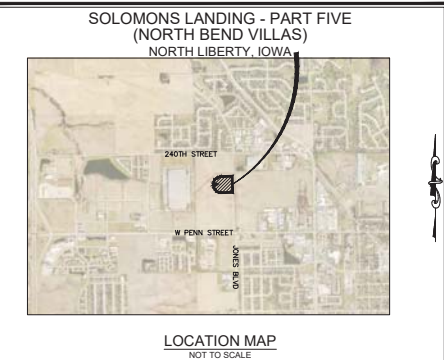 SOLOMONS LANDING - PART FIVE
(NORTH BEND VILLAS)
NORTH LIBERTY, IOWA
240TH STREET
W PENN STREET
JONES BLVD
LOCATION MAP
NOT TO SCALE